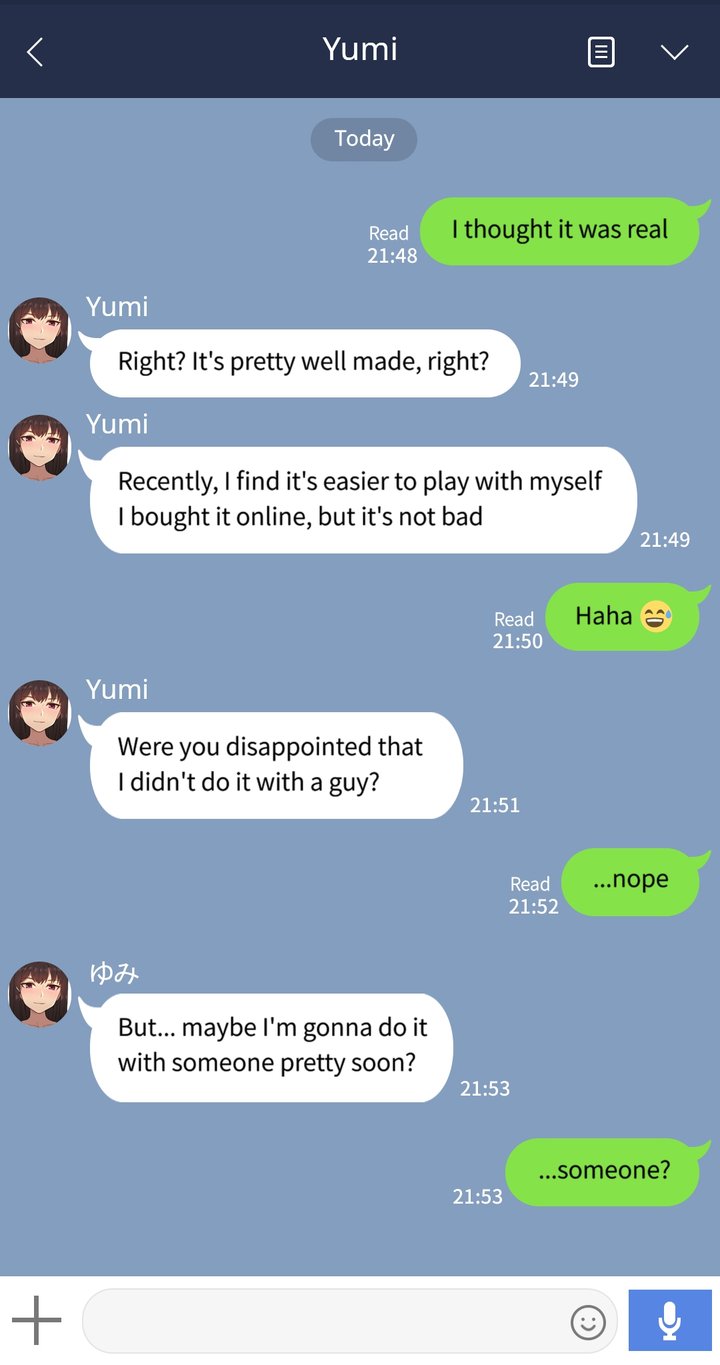 Yumi
Today
I thought it was real
Read
21:48
Yumi
Right? It's pretty well made, right?
21:49
Yumi
Recently, I find it's easier to play with myself
I bought it online, but it's not bad
21:49
Haha
Read
21:50
Yumi
Were you disappointed that
I didn't do it with a guy?
21:51
...nope
Read
21:52
ゆみ
But... maybe I'm gonna do it
with someone pretty soon?
21:53
...someone?
21:53